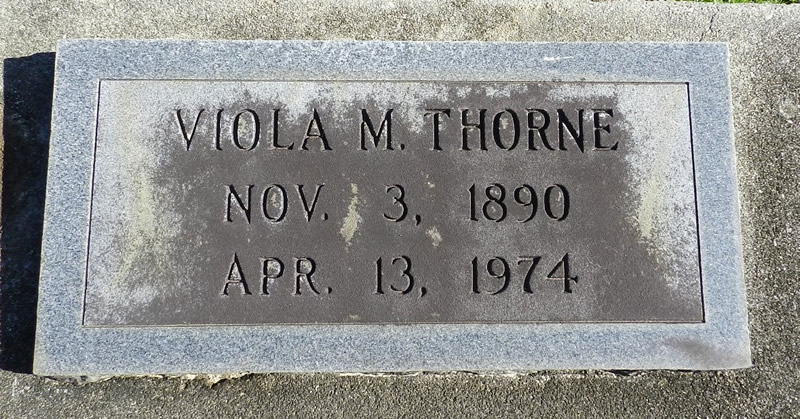 VIOLA M. THORNE
NOV. 3, 1890
APR. 13, 1974